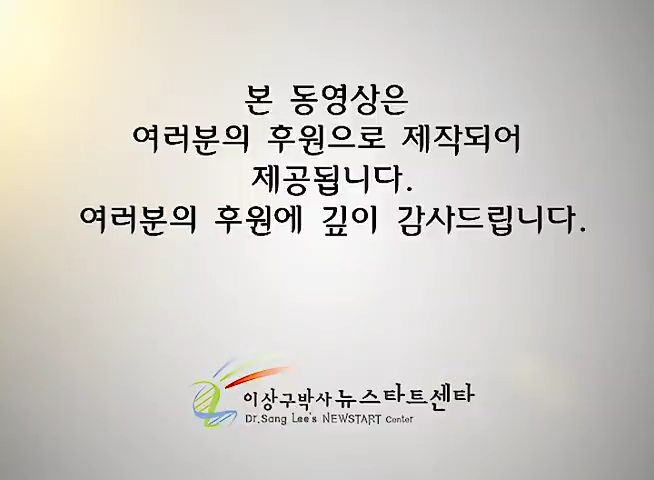 본 동영상은
여러분의 후원으로 제작되어
제공됩니다.
여러분의 후원에 깊이 감사드립니다.
이상구박사 뉴스타트센타
Dr.Sang Lee's NEWSTART Center